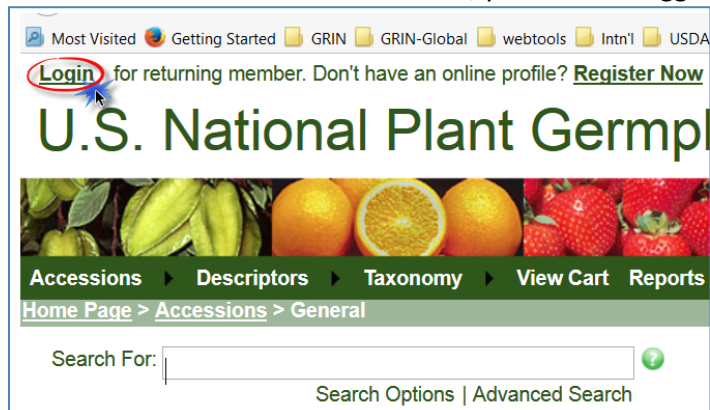 Most Visited Getting Started GRIN GRIN-Global webtools Intn'l USDA
Login for returning member. Don't have an online profile? Register Now
U.S. National Plant Germpl
Accessions Descriptors Taxonomy View Cart Reports
Home Page > Accessions > General
Search For:
Search Options | Advanced Search